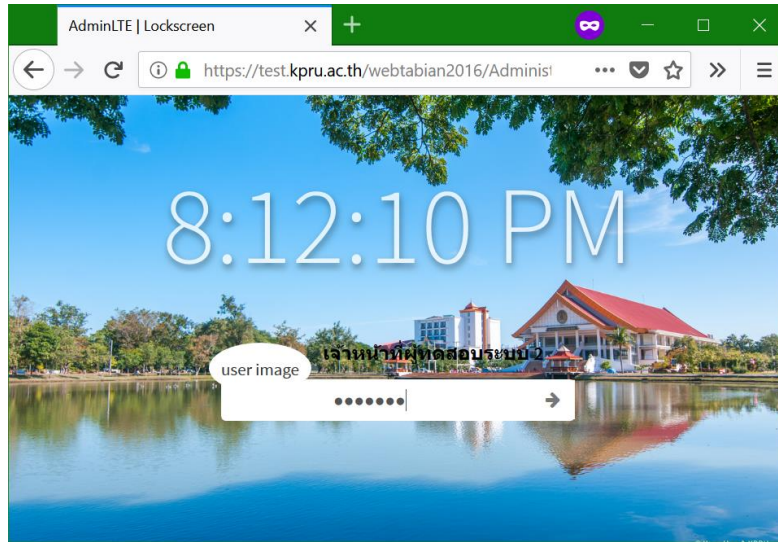 AdminLTE | Lockscreen
https://test.kpru.ac.th/webtabian2016/Adminis
8:12:10 PM
เจ้าหน้าที่ผู้ทดสอบระบบ 2
user image
•••••••